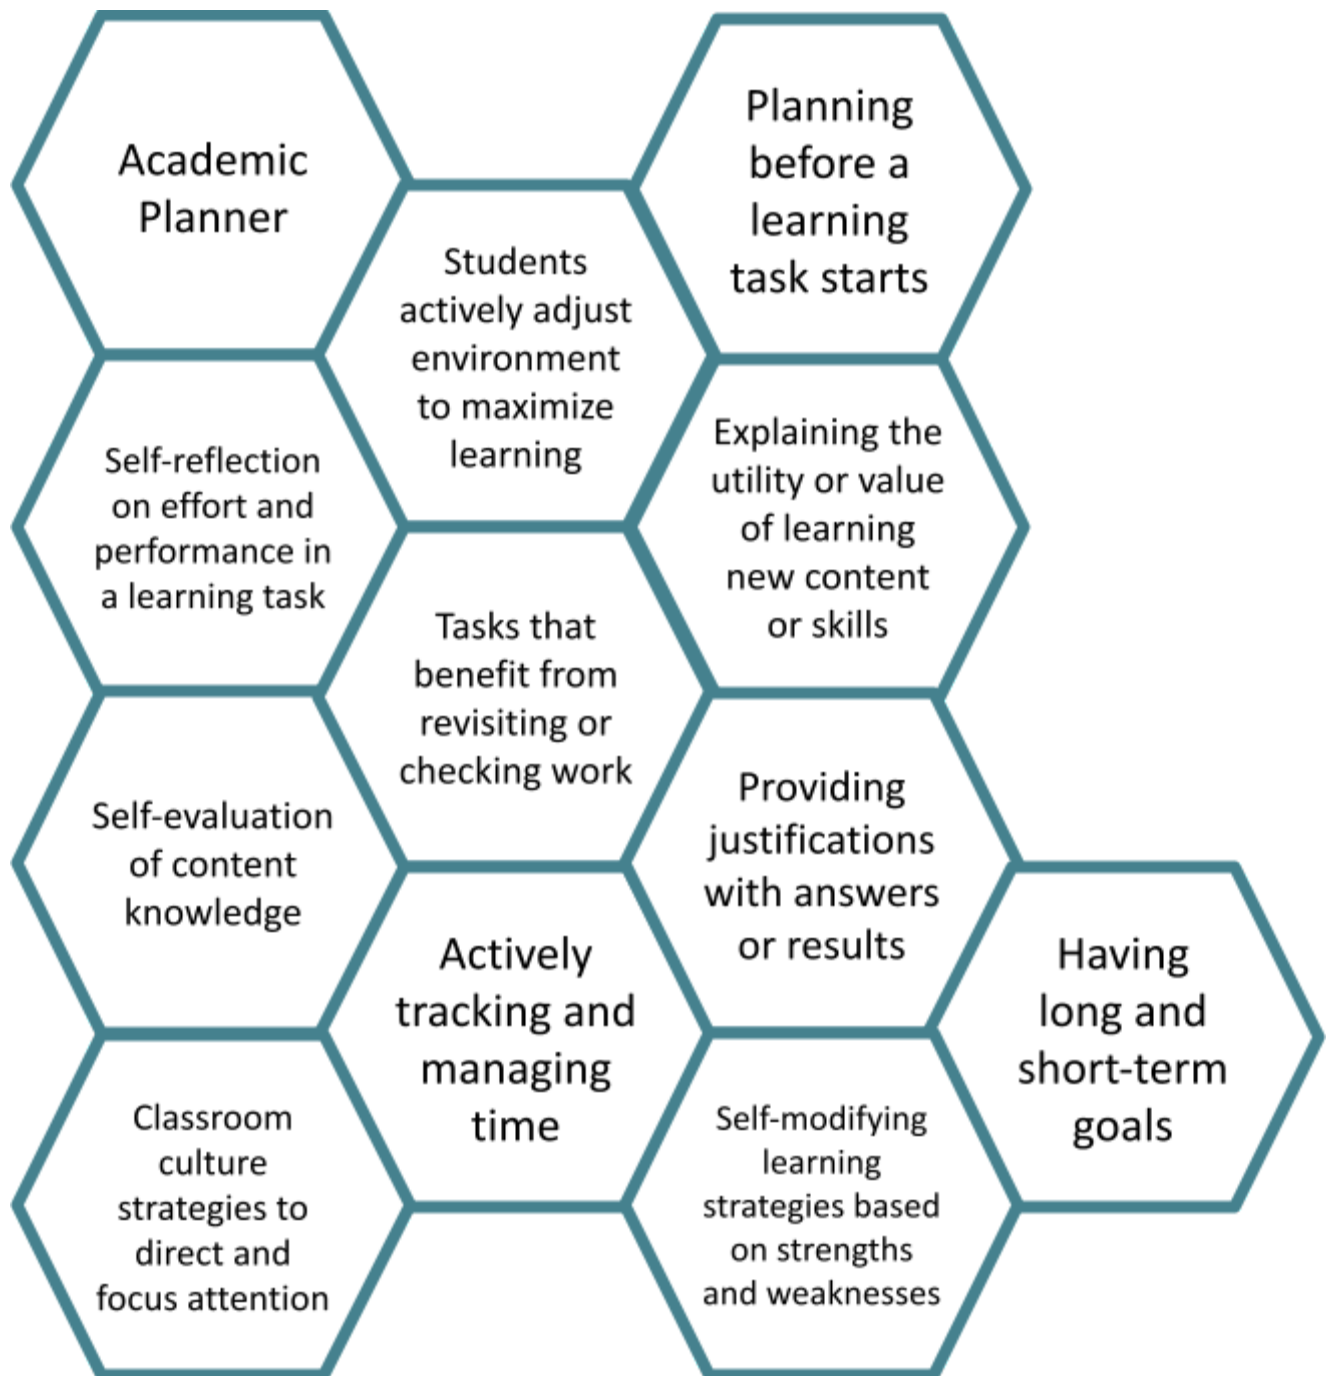 Academic
Planner
Planning
before a
learning
task starts
Students
actively adjust
environment
to maximize
learning
Self-reflection
on effort and
performance in
a learning task
Explaining the
utility or value
of learning
new content
or skills
Tasks that
benefit from
revisiting or
checking work
Self-evaluation
of content
knowledge
Providing
justifications
with answers
or results
Actively
tracking and
managing
time
Having
long and
short-term
goals
Classroom
culture
strategies to
direct and
focus attention
Self-modifying
learning
strategies based
on strengths
and weaknesses